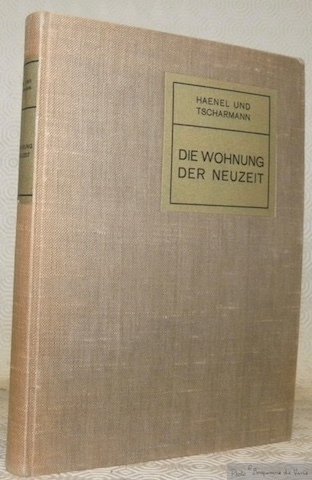 HAENEL UND
TSCHARMANN
DIE WOHNUNG
DER NEUZEIT